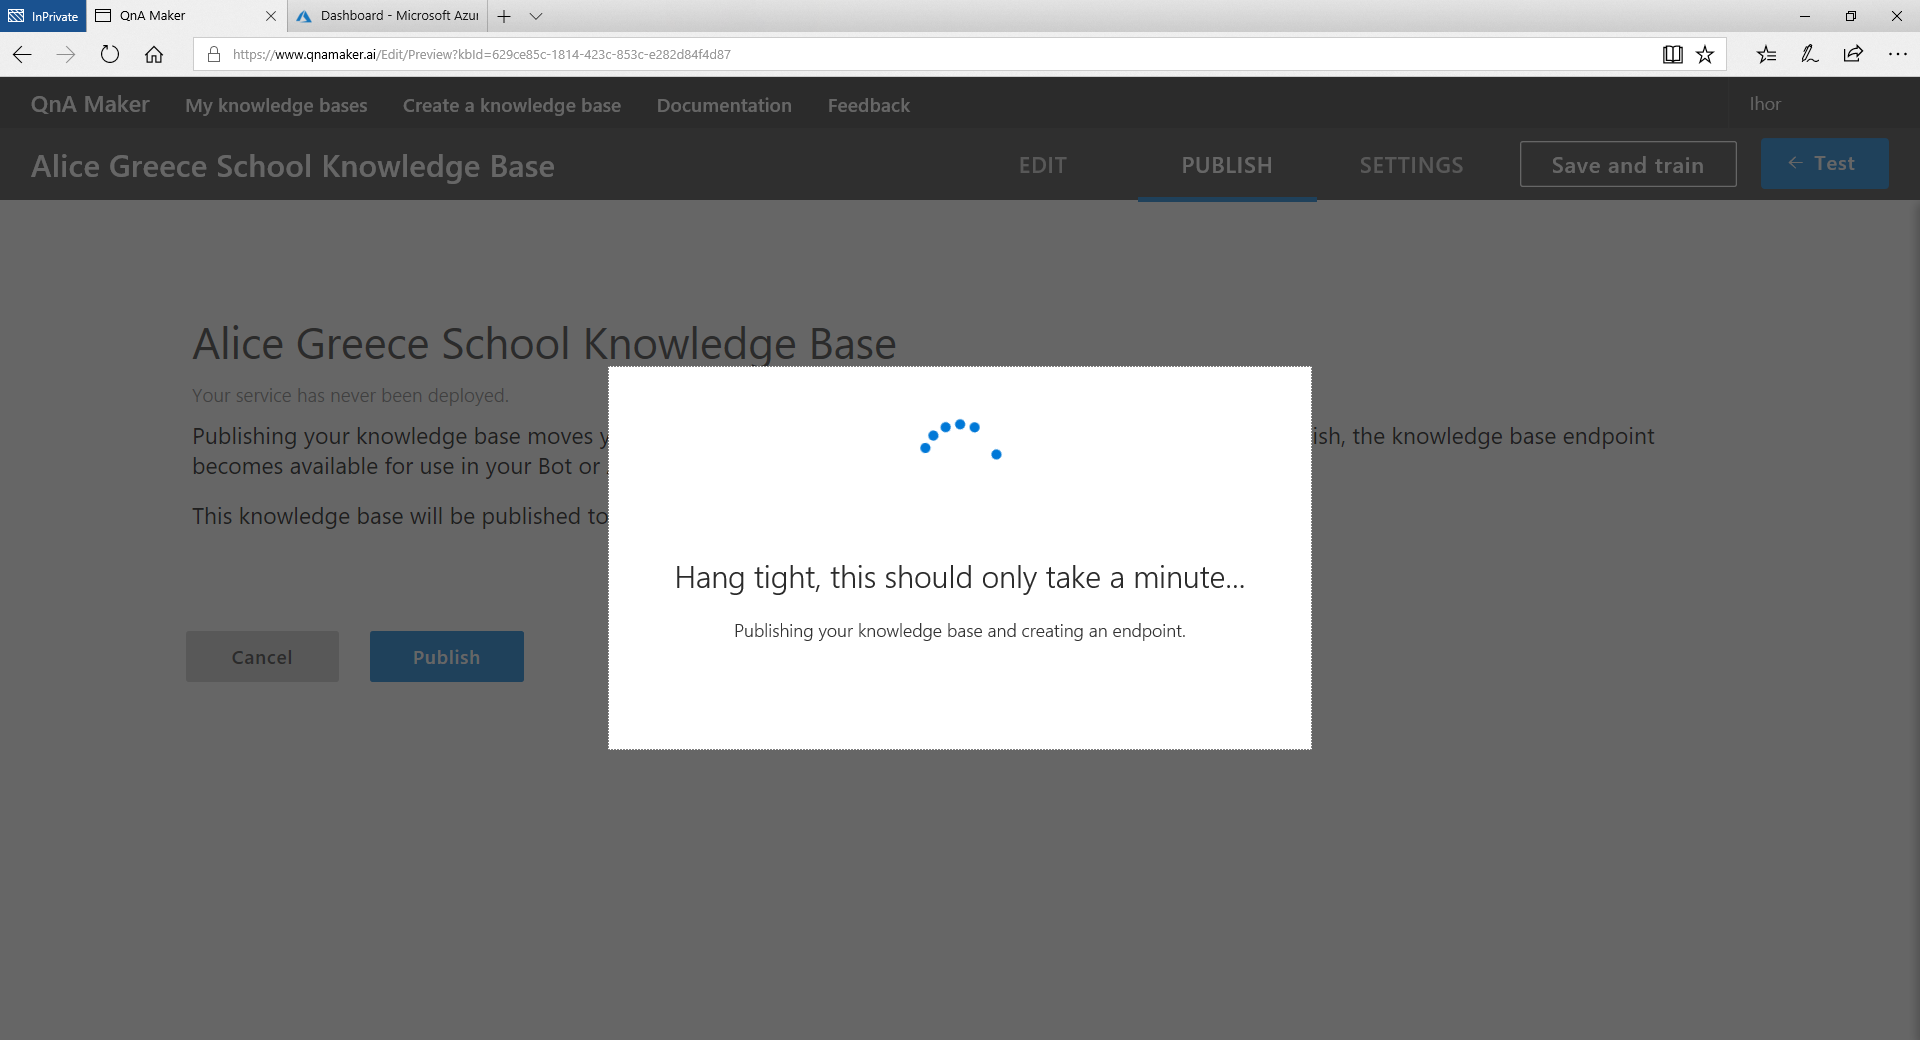 InPrivate
QnA Maker
Dashboard - Microsoft Azu
https://www.qnamaker.ai/Edit/Preview?kbId=629ce85c-1814-423c-853c-e282d84f4d87
QnA Maker My knowledge bases Create a knowledge base Documentation Feedback Ihor
Alice Greece School Knowledge Base EDIT PUBLISH SETTINGS Save and train ← Test
Alice Greece School Knowledge Base
Your service has never been deployed.
Publishing your knowledge base moves y ish, the knowledge base endpoint
becomes available for use in your Bot or
This knowledge base will be published to
Hang tight, this should only take a minute...
Publishing your knowledge base and creating an endpoint.
Cancel Publish